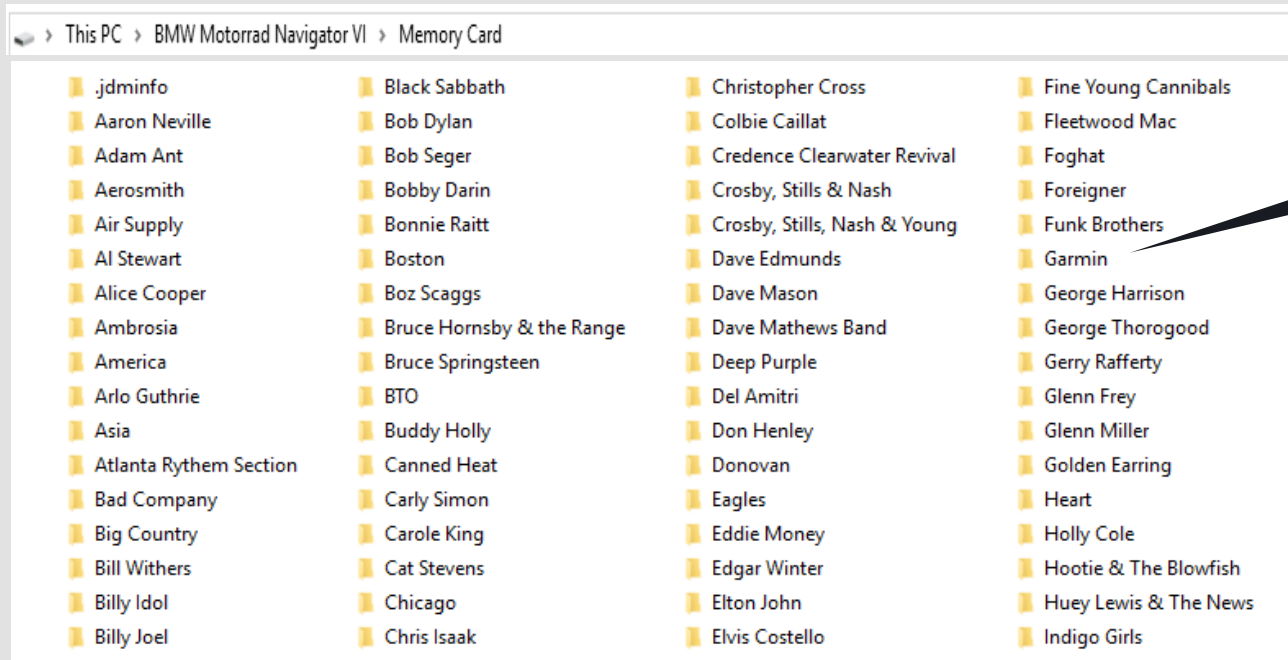 This PC > BMW Motorrad Navigator VI > Memory Card
.jdminfo
Aaron Neville
Adam Ant
Aerosmith
Air Supply
Al Stewart
Alice Cooper
Ambrosia
America
Arlo Guthrie
Asia
Atlanta Rythem Section
Bad Company
Big Country
Bill Withers
Billy Idol
Billy Joel
Black Sabbath
Bob Dylan
Bob Seger
Bobby Darin
Bonnie Raitt
Boston
Boz Scaggs
Bruce Hornsby & the Range
Bruce Springsteen
BTO
Buddy Holly
Canned Heat
Carly Simon
Carole King
Cat Stevens
Chicago
Chris Isaak
Christopher Cross
Colbie Caillat
Credence Clearwater Revival
Crosby, Stills & Nash
Crosby, Stills, Nash & Young
Dave Edmunds
Dave Mason
Dave Mathews Band
Deep Purple
Del Amitri
Don Henley
Donovan
Eagles
Eddie Money
Edgar Winter
Elton John
Elvis Costello
Fine Young Cannibals
Fleetwood Mac
Foghat
Foreigner
Funk Brothers
Garmin
George Harrison
George Thorogood
Gerry Rafferty
Glenn Frey
Glenn Miller
Golden Earring
Heart
Holly Cole
Hootie & The Blowfish
Huey Lewis & The News
Indigo Girls